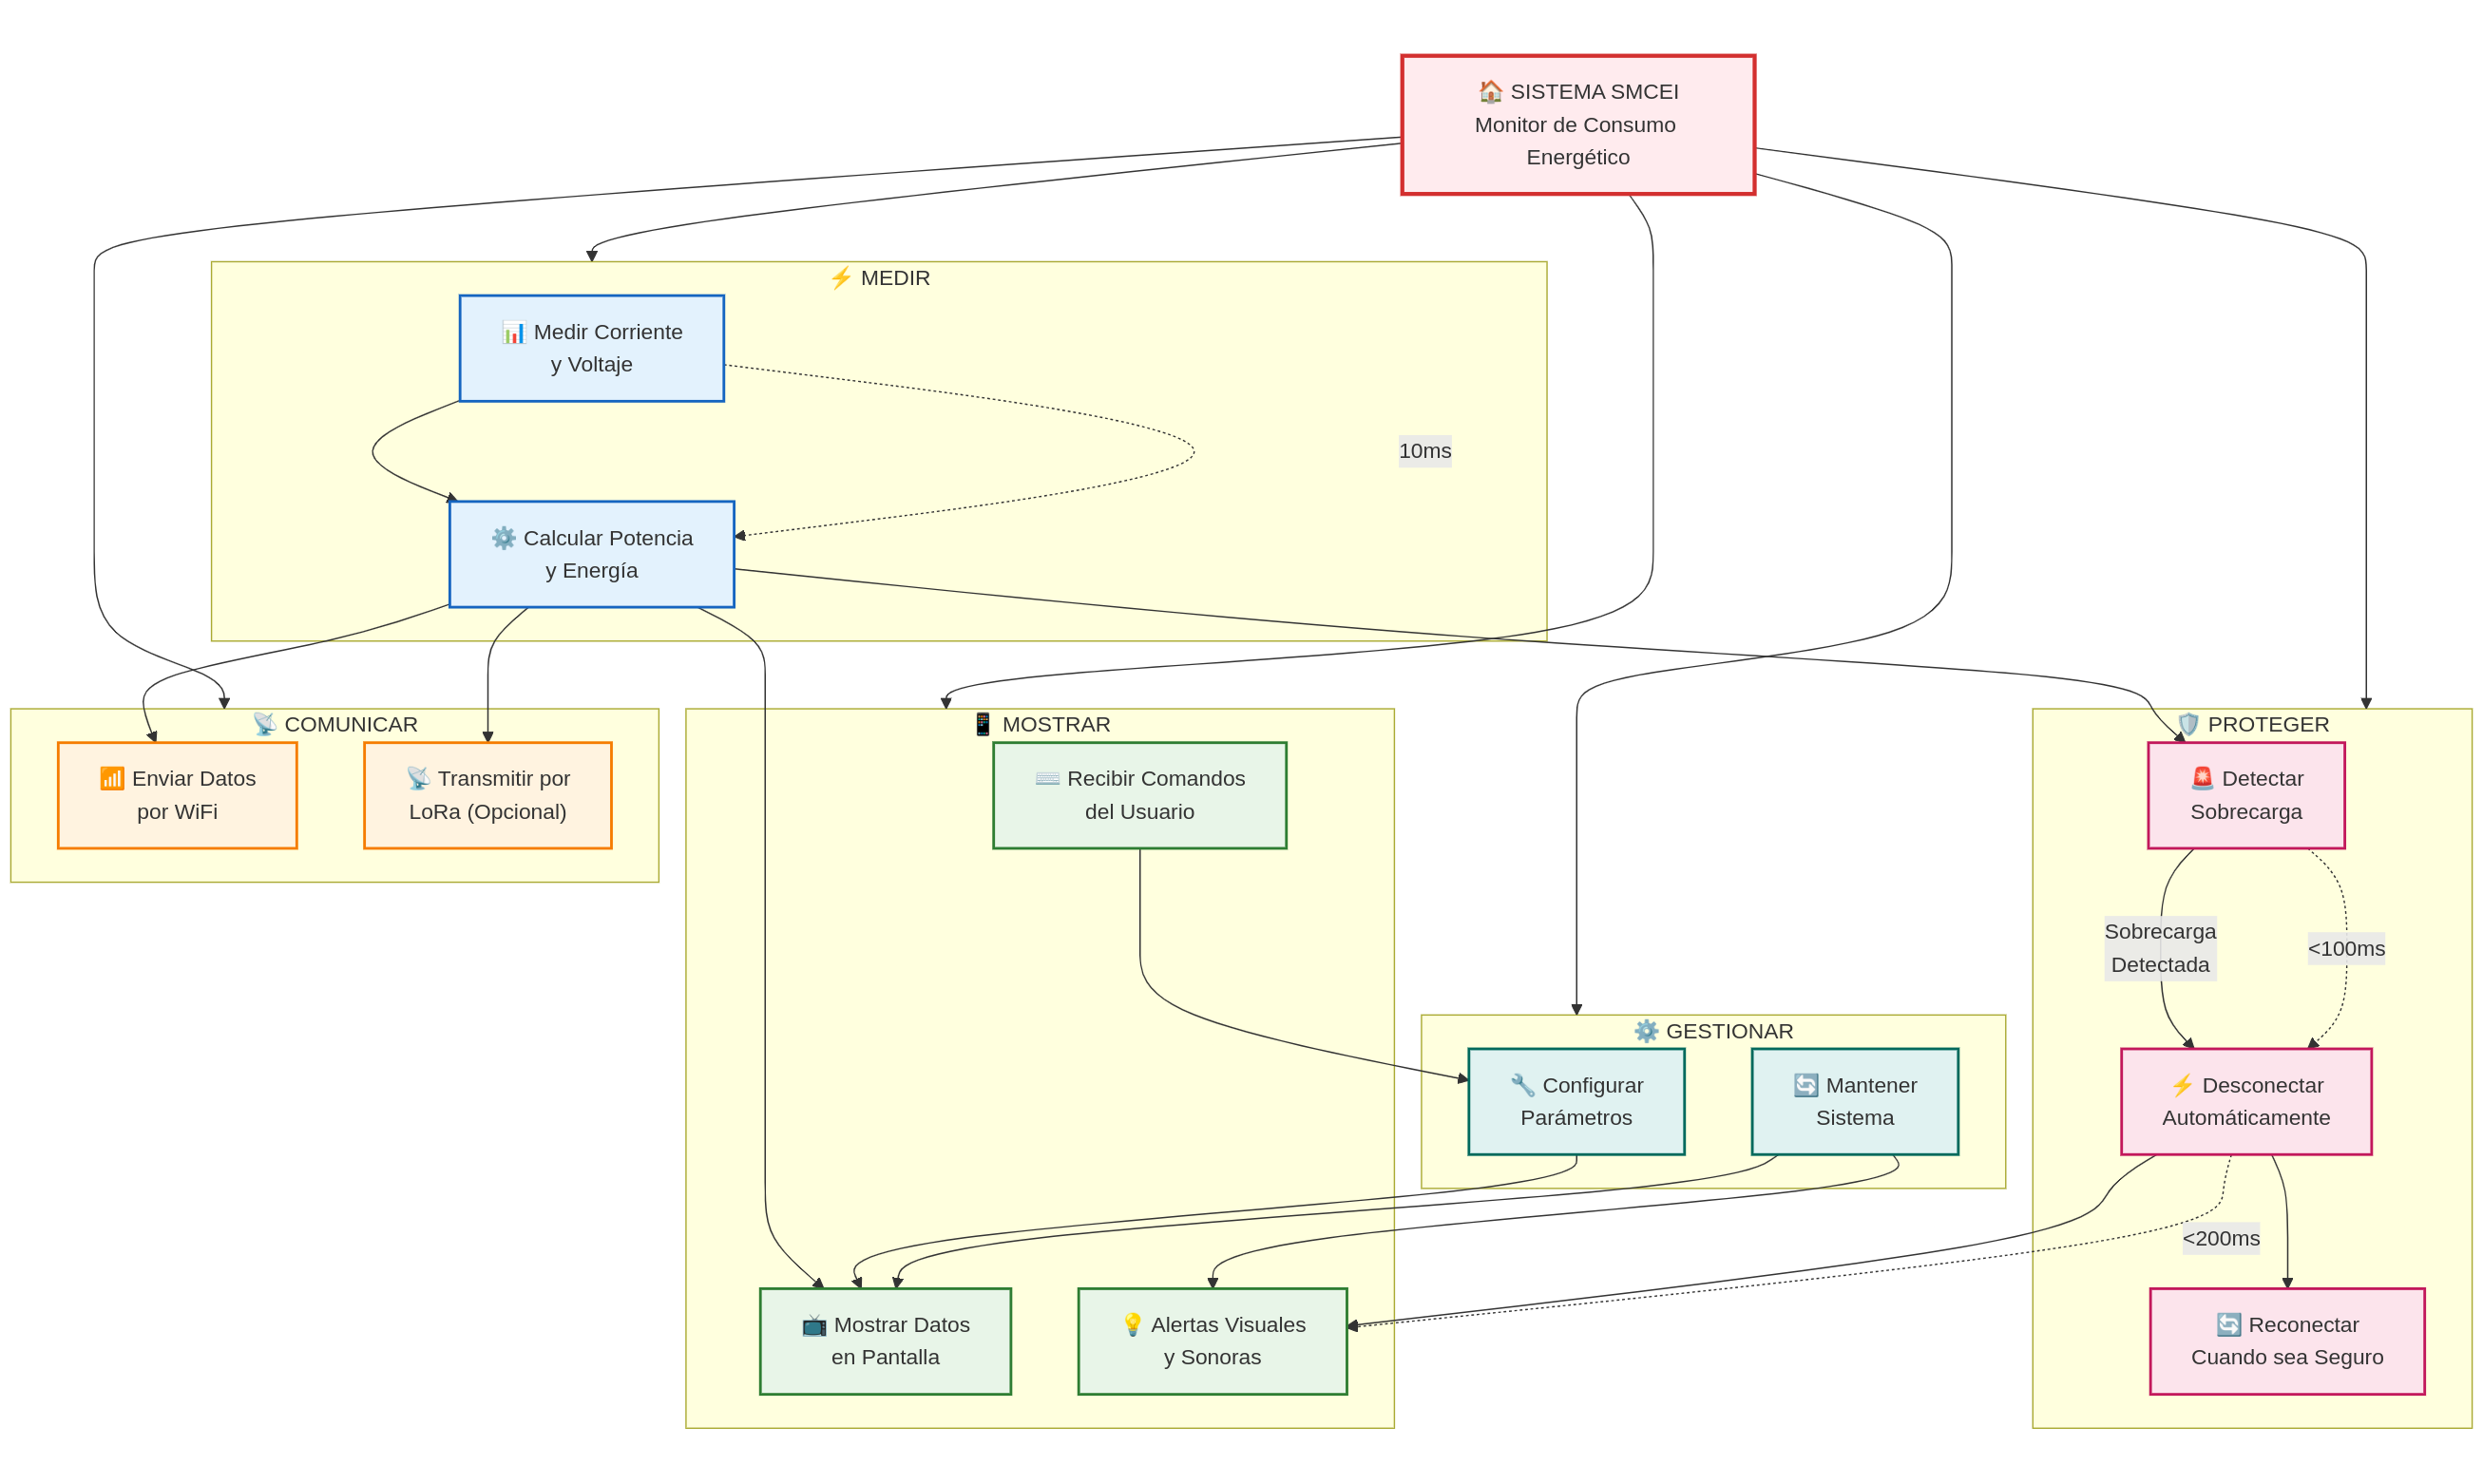 🏠 SISTEMA SMCEI
Monitor de Consumo
Energético
⚡ MEDIR
📊 Medir Corriente
y Voltaje
10ms
⚙️ Calcular Potencia
y Energía
📡 COMUNICAR
📶 Enviar Datos
por WiFi
📡 Transmitir por
LoRa (Opcional)
📱 MOSTRAR
⌨️ Recibir Comandos
del Usuario
🛡️ PROTEGER
🚨 Detectar
Sobrecarga
Sobrecarga
Detectada
<100ms
⚙️ GESTIONAR
🔧 Configurar
Parámetros
🔄 Mantener
Sistema
⚡ Desconectar
Automáticamente
<200ms
📺 Mostrar Datos
en Pantalla
💡 Alertas Visuales
y Sonoras
🔄 Reconectar
Cuando sea Seguro